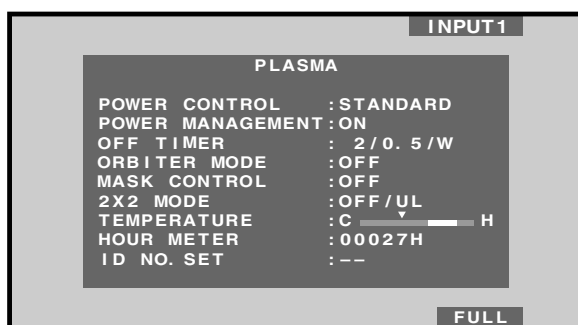 INPUT1
PLASMA
POWER CONTROL :STANDARD
POWER MANAGEMENT:ON
OFF TIMER : 2/0.5/W
ORBITER MODE :OFF
MASK CONTROL :OFF
2X2 MODE :OFF/UL
TEMPERATURE :C H
HOUR METER :00027H
ID NO. SET :--
FULL